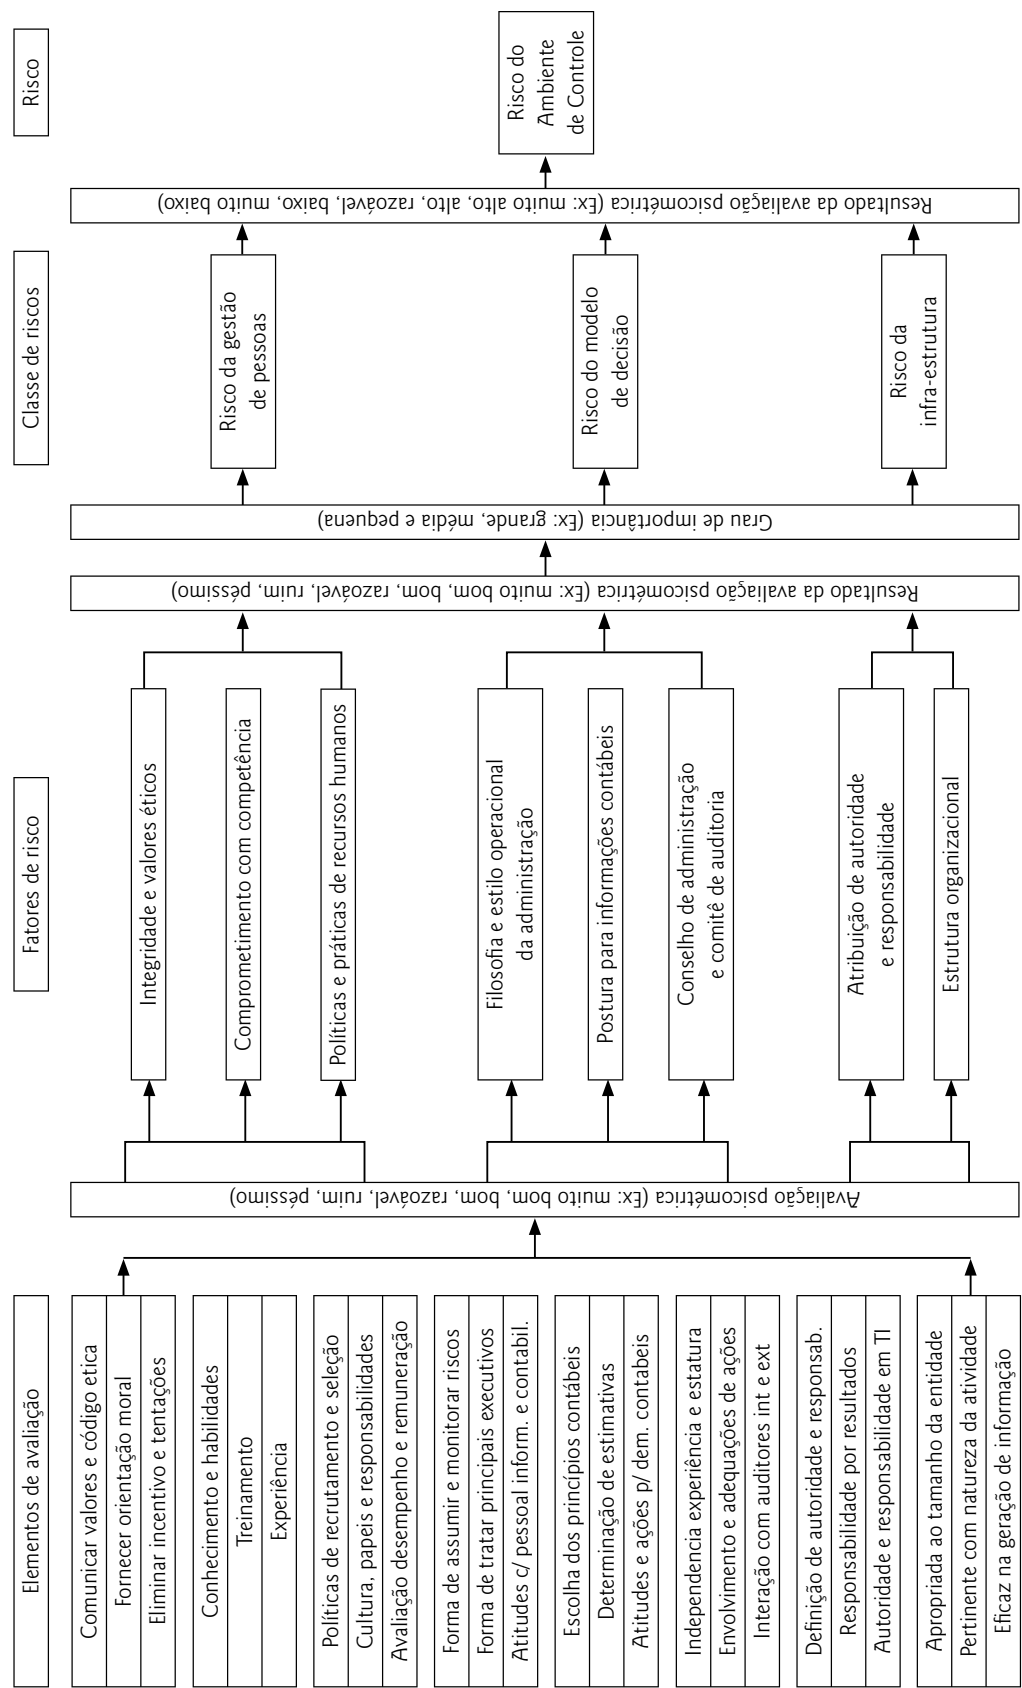 Elementos de avaliação
Fatores de risco
Classe de riscos
Risco
Comunicar valores e código etica
Fornecer orientação moral
Eliminar incentivo e tentações
Conhecimento e habilidades
Treinamento
Experiência
Políticas de recrutamento e seleção
Cultura, papeis e responsabilidades
Avaliação desempenho e remuneração
Forma de assumir e monitorar riscos
Forma de tratar principais executivos
Atitudes c/ pessoal inform. e contabil.
Escolha dos princípios contábeis
Determinação de estimativas
Atitudes e ações p/ dem. contabeis
Independencia experiência e estatura
Envolvimento e adequações de ações
Interação com auditores int e ext
Definição de autoridade e responsab.
Responsabilidade por resultados
Autoridade e responsabilidade em TI
Apropriada ao tamanho da entidade
Pertinente com natureza da atividade
Eficaz na geração de informação
Avaliação psicométrica (Ex: muito bom, bom, razoável, ruim, péssimo)
Integridade e valores éticos
Comprometimento com competência
Políticas e práticas de recursos humanos
Filosofia e estilo operacional
da administração
Postura para informações contábeis
Conselho de administração
e comitê de auditoria
Atribuição de autoridade
e responsabilidade
Estrutura organizacional
Resultado da avaliação psicométrica (Ex: muito bom, bom, razoável, ruim, péssimo)
Grau de importância (Ex: grande, média e pequena)
Risco da gestão
de pessoas
Risco do modelo
de decisão
Risco da
infra-estrutura
Resultado da avaliação psicométrica (Ex: muito alto, alto, razoável, baixo, muito baixo)
Risco do
Ambiente
de Controle